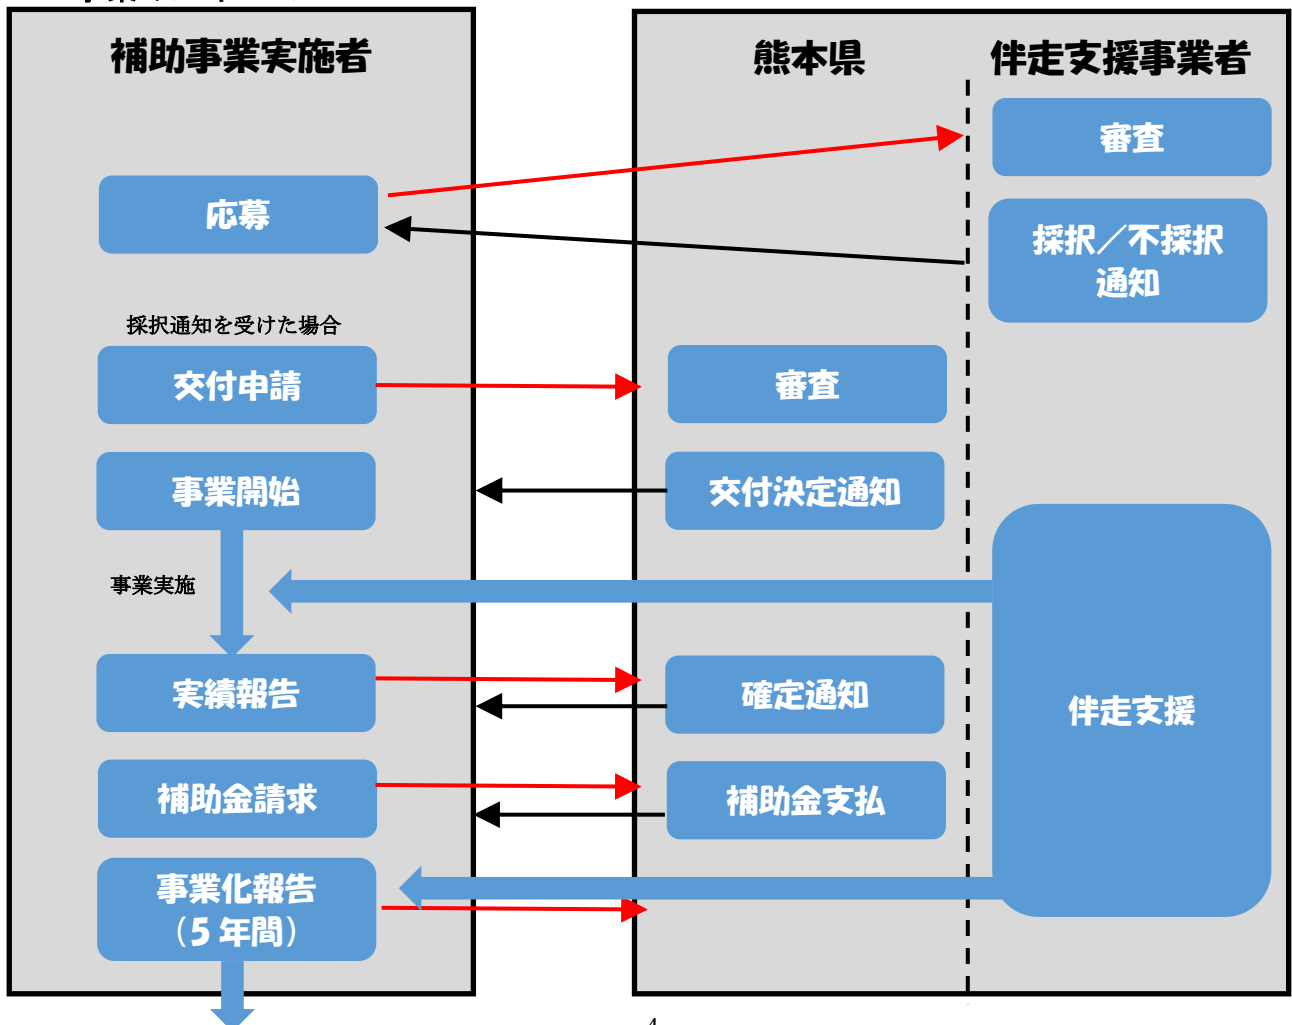 補助事業実施者
熊本県
伴走支援事業者
審査
応募
採択／不採択
通知
採択通知を受けた場合
交付申請
審査
事業開始
交付決定通知
事業実施
実績報告
確定通知
伴走支援
補助金請求
補助金支払
事業化報告
（5 年間）